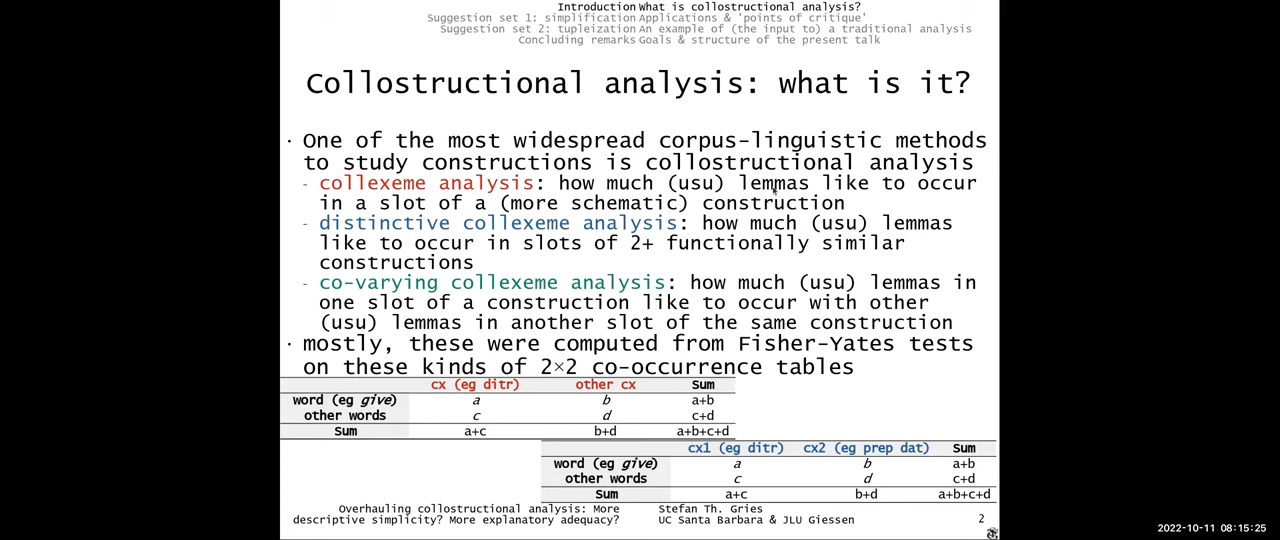 Introduction What is collostructional analysis?
Suggestion set 1: simplification Applications & 'points of critique'
Suggestion set 2: tupleization An example of (the input to) a traditional analysis
Concluding remarks Goals & structure of the present talk
Collostructional analysis: what is it?
· One of the most widespread corpus-linguistic methods
to study constructions is collostructional analysis
- collexeme analysis: how much (usu) lemmas like to occur
in a slot of a (more schematic) construction
- distinctive collexeme analysis: how much (usu) lemmas
like to occur in slots of 2+ functionally similar
constructions
- co-varying collexeme analysis: how much (usu) lemmas in
one slot of a construction like to occur with other
(usu) lemmas in another slot of the same construction
· mostly, these were computed from Fisher-Yates tests
on these kinds of 2×2 co-occurrence tables
cx (eg ditr) other cx Sum
word (eg give) a b a+b
other words c d c+d
Sum a+c b+d a+b+c+d
cx1 (eg ditr) cx2 (eg prep dat) Sum
word (eg give) a b a+b
other words c d c+d
Sum a+c b+d a+b+c+d
Overhauling collostructional analysis: More
descriptive simplicity? More explanatory adequacy?
Stefan Th. Gries
UC Santa Barbara & JLU Giessen
2
2022-10-11 08:15:25